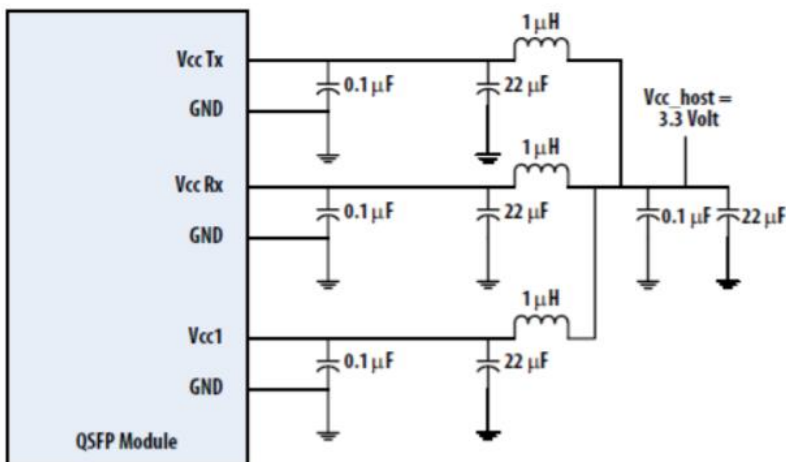 1 μH
Vcc Tx
0.1 μF
22 μF
GND
Vcc_host =
3.3 Volt
1 μH
Vcc Rx
0.1 μF
22 μF
0.1 μF
22 μF
GND
1 μH
Vcc1
0.1 μF
22 μF
GND
QSFP Module